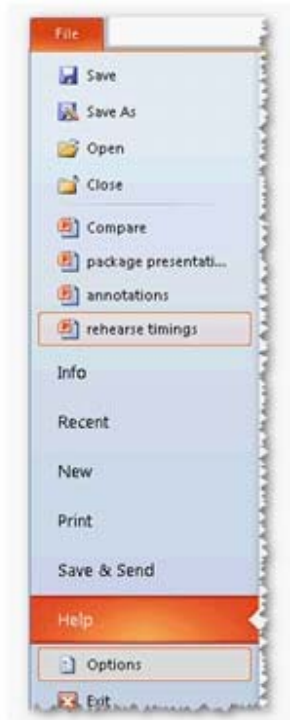 File
Save
Save As
Open
Close
Compare
package presentati...
annotations
rehearse timings
Info
Recent
New
Print
Save & Send
Help
Options
Exit